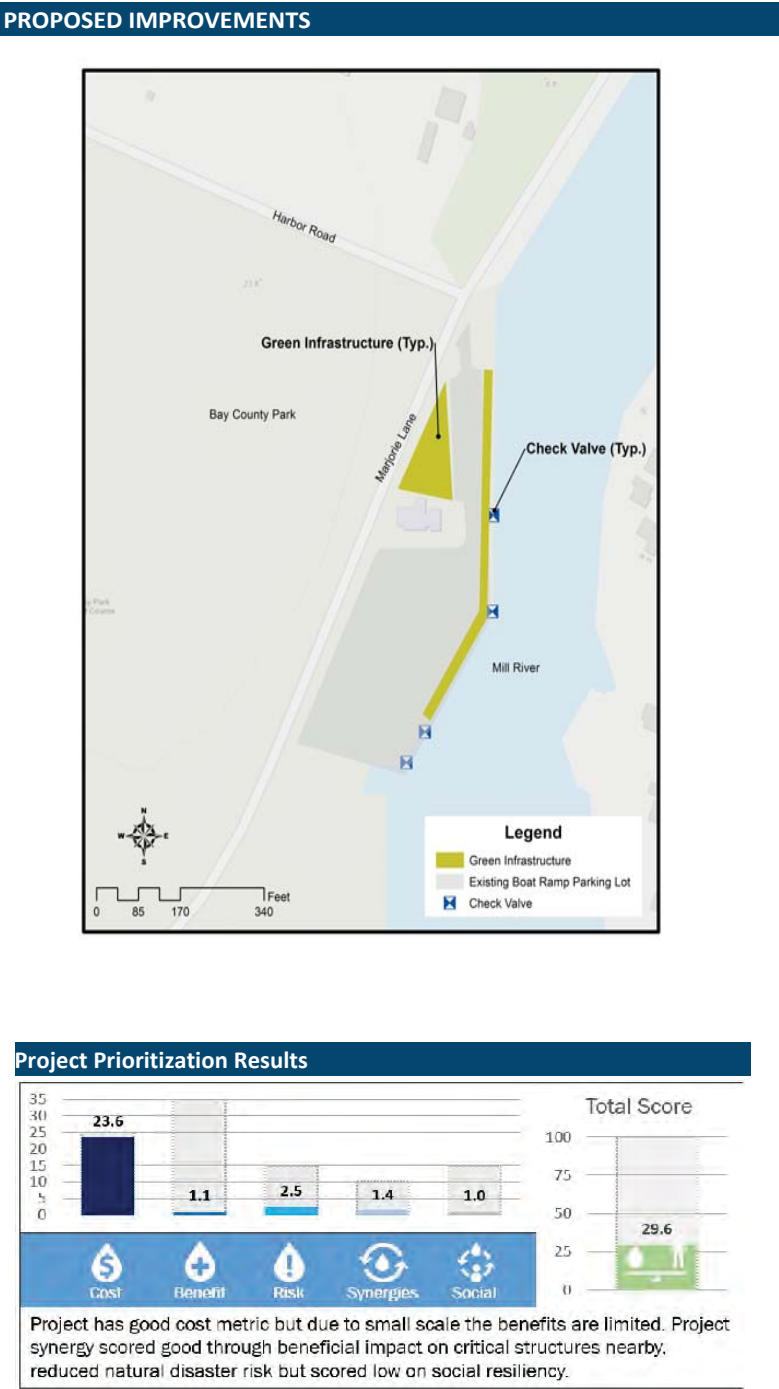 PROPOSED IMPROVEMENTS
Harbor Road
Green Infrastructure (Typ.)
Bay County Park
Marjorie Lane
Check Valve (Typ.)
Mill River
N
W E
S
Feet
0 85 170 340
Legend
Green Infrastructure
Existing Boat Ramp Parking Lot
Check Valve
Project Prioritization Results
35
30
25
20
15
10
5
0
23.6
1.1
2.5
1.4
1.0
Cost
Benefit
Risk
Synergies
Social
Total Score
100
75
50
25
0
29.6
Project has good cost metric but due to small scale the benefits are limited. Project
synergy scored good through beneficial impact on critical structures nearby,
reduced natural disaster risk but scored low on social resiliency.